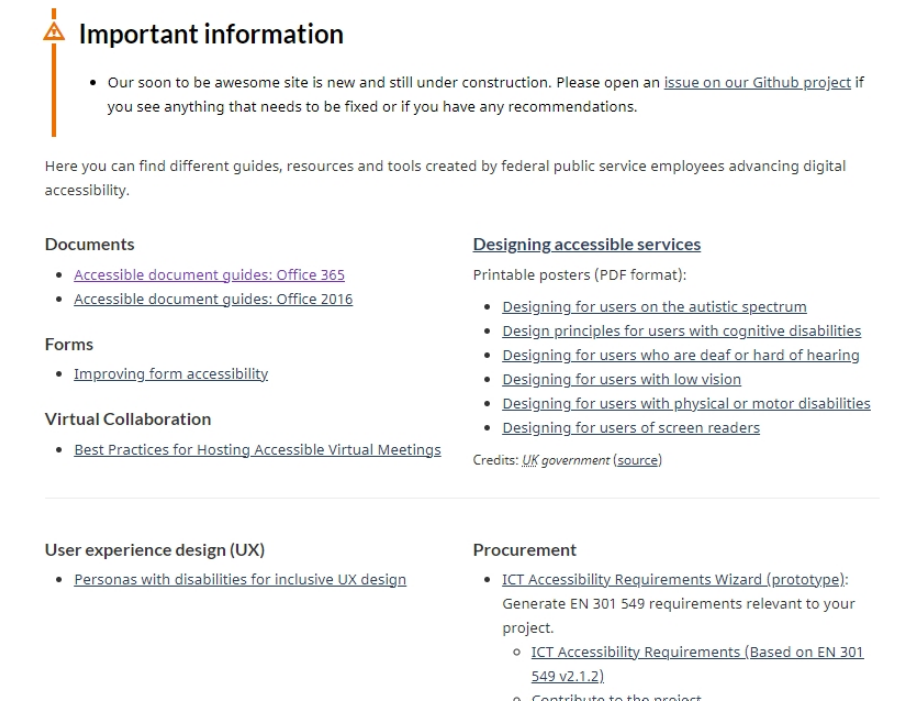 Important information
Our soon to be awesome site is new and still under construction. Please open an issue on our Github project if
you see anything that needs to be fixed or if you have any recommendations.
Here you can find different guides, resources and tools created by federal public service employees advancing digital
accessibility.
Documents
Accessible document guides: Office 365
Accessible document guides: Office 2016
Forms
Improving form accessibility
Virtual Collaboration
Best Practices for Hosting Accessible Virtual Meetings
Designing accessible services
Printable posters (PDF format):
Designing for users on the autistic spectrum
Design principles for users with cognitive disabilities
Designing for users who are deaf or hard of hearing
Designing for users with low vision
Designing for users with physical or motor disabilities
Designing for users of screen readers
Credits: UK government (source)
User experience design (UX)
Personas with disabilities for inclusive UX design
Procurement
ICT Accessibility Requirements Wizard (prototype):
Generate EN 301 549 requirements relevant to your
project.
ICT Accessibility Requirements (Based on EN 301
549 v2.1.2)
Contribute to the project